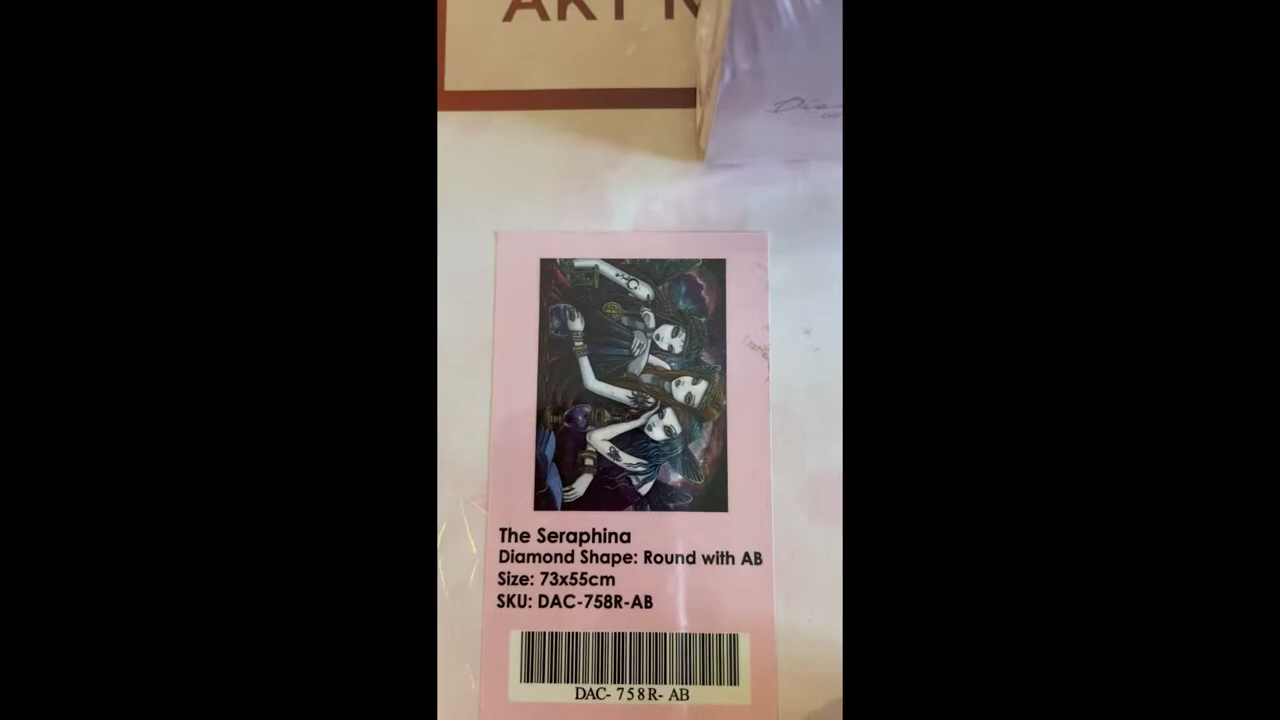 ART
The Seraphina
Diamond Shape: Round with AB
Size: 73x55cm
SKU: DAC-758R-AB
DAC- 758R- AB